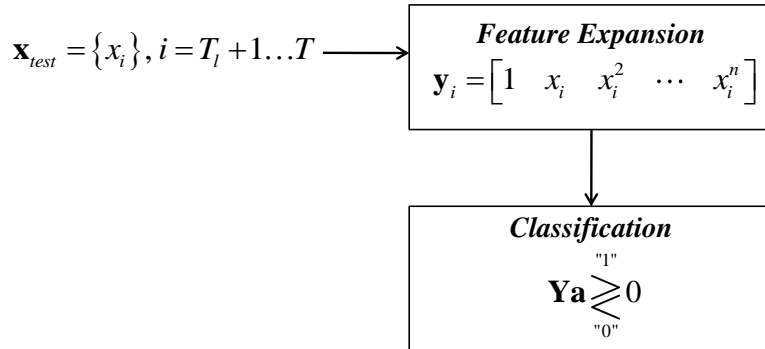 𝐱_test = {x_i}, i = T_l + 1…T
Feature Expansion
𝐲_i = [1 x_i x_i^2 ⋯ x_i^n]
Classification
"1"
𝐘𝐚 ≷ 0
"0"